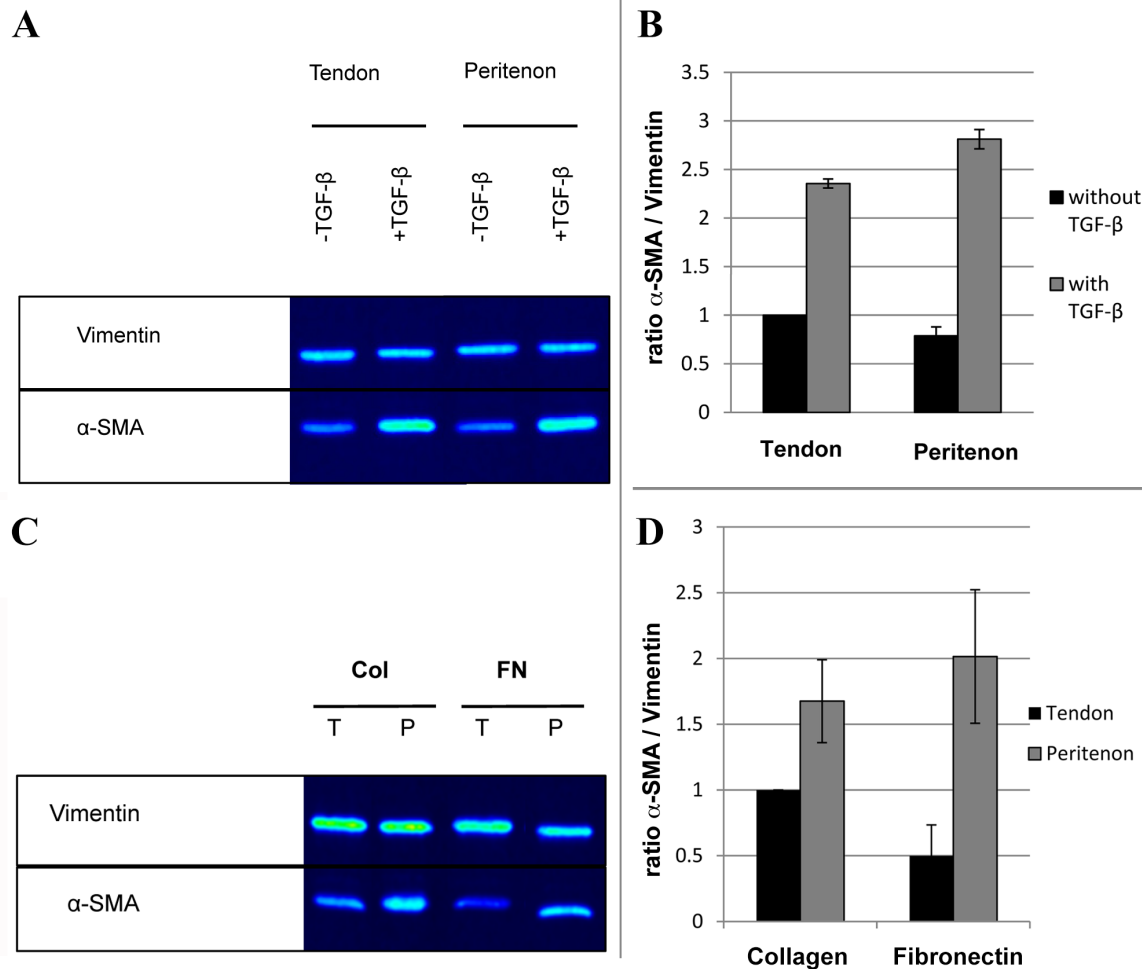 A
Tendon
Peritenon
-TGF-β
+TGF-β
-TGF-β
+TGF-β
Vimentin
α-SMA
B
ratio α-SMA / Vimentin
3.5
3
2.5
2
1.5
1
0.5
0
Tendon
Peritenon
without
TGF-β
with
TGF-β
C
Col
FN
T
P
T
P
Vimentin
α-SMA
D
ratio α-SMA / Vimentin
3
2.5
2
1.5
1
0.5
0
Collagen
Fibronectin
Tendon
Peritenon